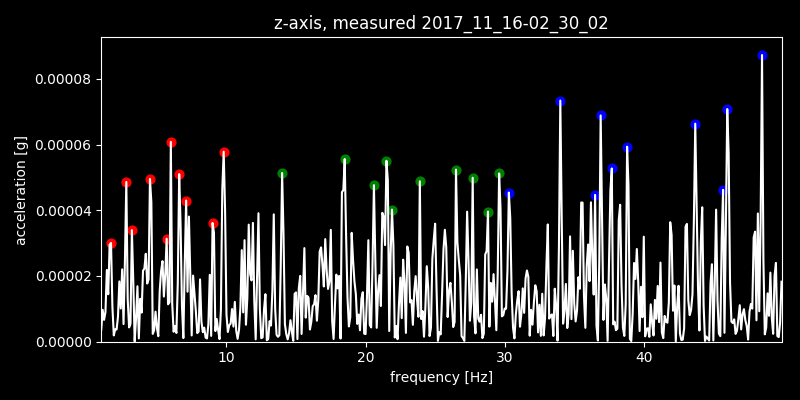 z-axis, measured 2017_11_16-02_30_02
acceleration [g]
0.00008
0.00006
0.00004
0.00002
0.00000
10 20 30 40
frequency [Hz]